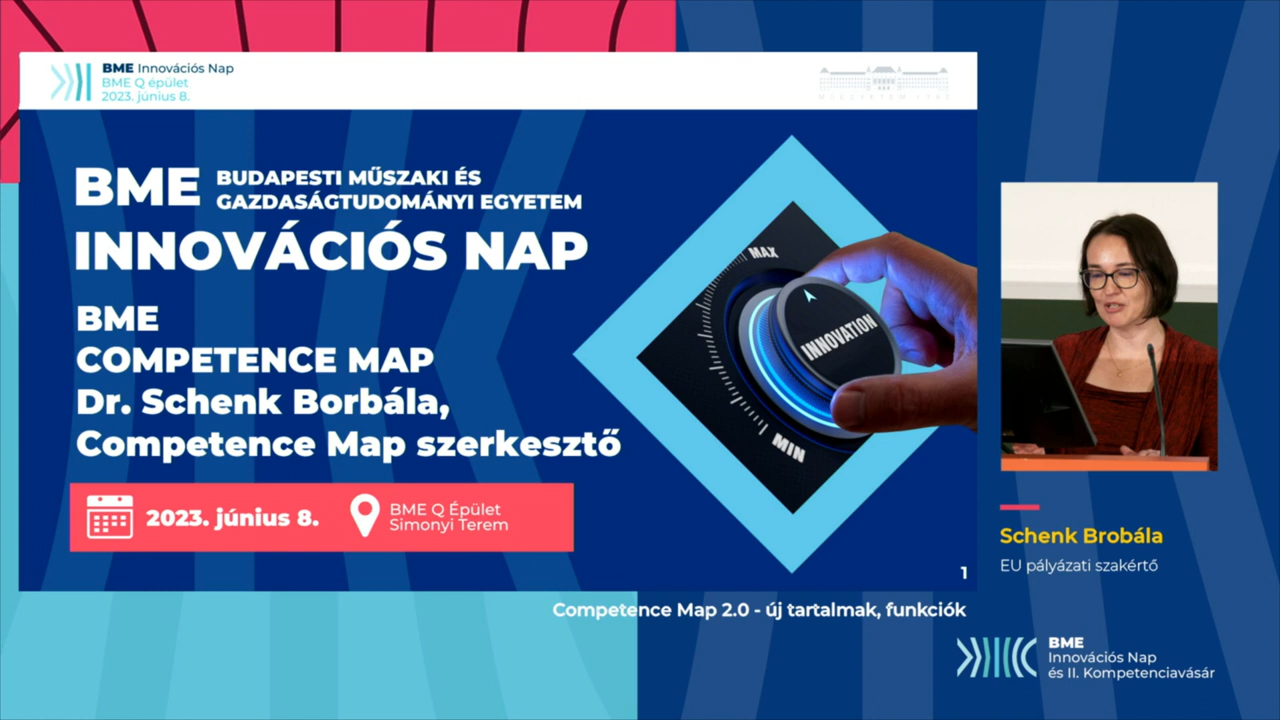 BME Innovációs Nap
BME Q épület
2023. június 8.
MŰEGYETEM 1782
BME BUDAPESTI MŰSZAKI ÉS
GAZDASÁGTUDOMÁNYI EGYETEM
INNOVÁCIÓS NAP
BME
COMPETENCE MAP
Dr. Schenk Borbála,
Competence Map szerkesztő
MAX
INNOVATION
MIN
2023. június 8.
BME Q Épület
Simonyi Terem
1
Schenk Brobála
EU pályázati szakértő
Competence Map 2.0 - új tartalmak, funkciók
BME
Innovációs Nap
és II. Kompetenciavásár